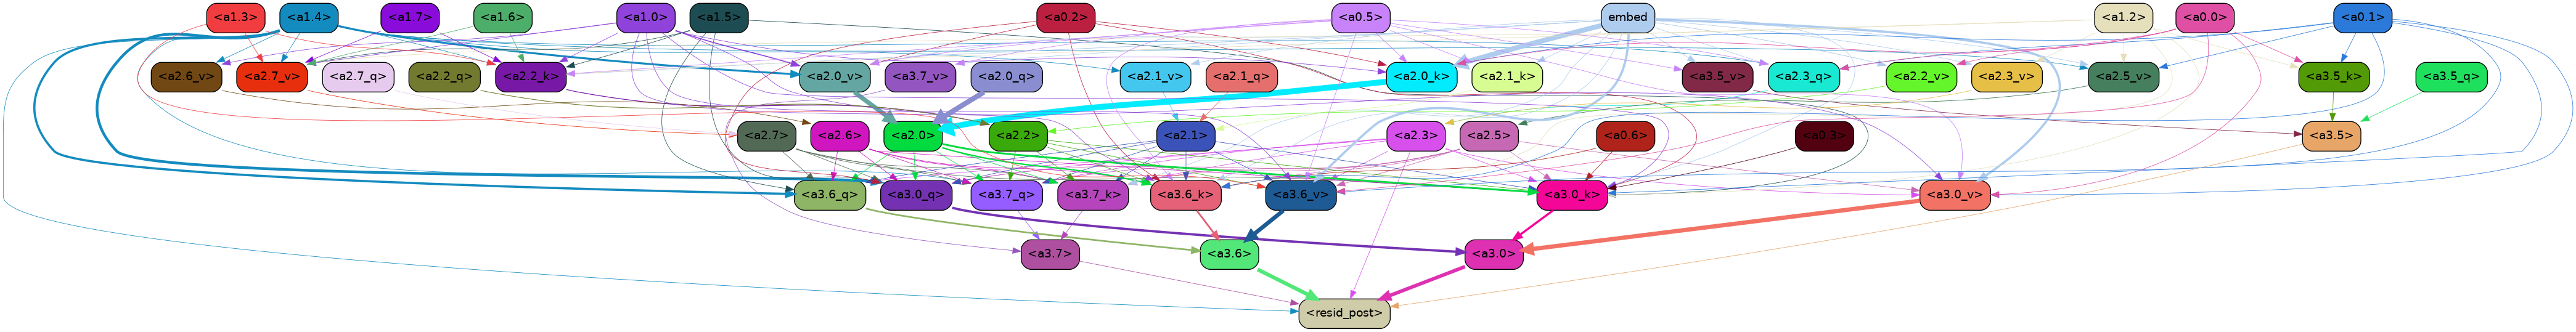 <a1.3> <a1.4> <a1.7> <a1.6> <a1.0> <a1.5> <a0.2> <a0.5> embed <a1.2> <a0.0> <a0.1>
<a2.6_v> <a2.7_v> <a2.7_q> <a2.2_q> <a2.2_k> <a2.0_v> <a3.7_v> <a2.0_q> <a2.1_v> <a2.1_q> <a2.0_k> <a2.1_k> <a3.5_v> <a2.3_q> <a2.2_v> <a2.3_v> <a2.5_v> <a3.5_k> <a3.5_q>
<a2.7> <a2.6> <a2.0> <a2.2> <a2.1> <a2.3> <a2.5> <a0.6> <a0.3> <a3.5>
<a3.6_q> <a3.0_q> <a3.7_q> <a3.7_k> <a3.6_k> <a3.6_v> <a3.0_k> <a3.0_v>
<a3.7> <a3.6> <a3.0>
<resid_post>